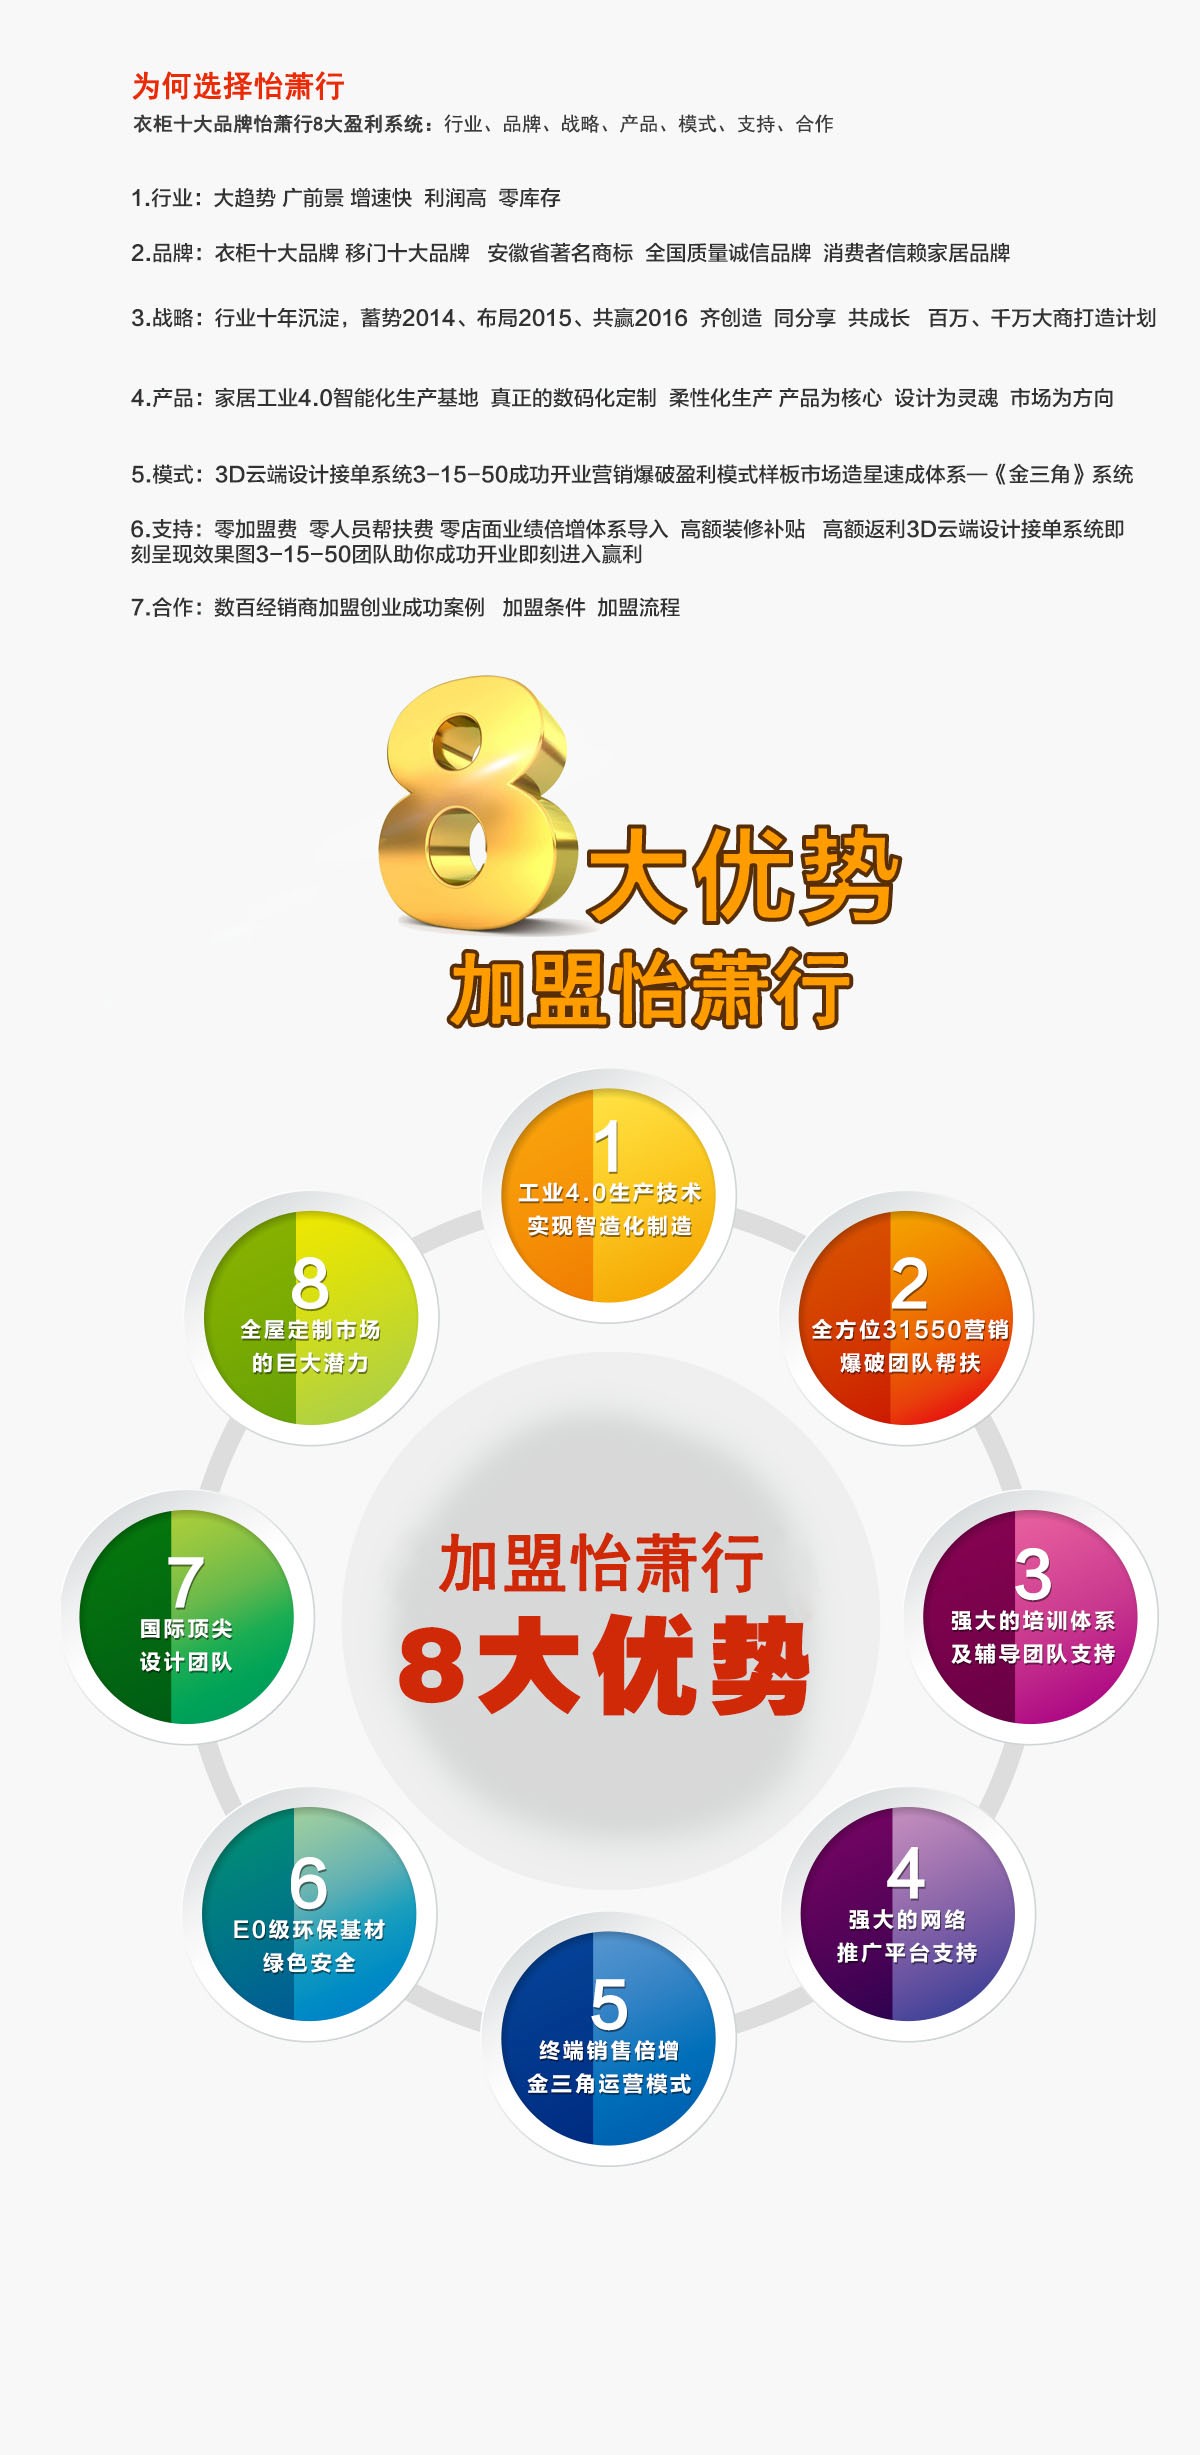 为何选择怡萧行
衣柜十大品牌怡萧行8大盈利系统：行业、品牌、战略、产品、模式、支持、合作
1.行业：大趋势 广前景 增速快 利润高 零库存
2.品牌：衣柜十大品牌 移门十大品牌 安徽省著名商标 全国质量诚信品牌 消费者信赖家居品牌
3.战略：行业十年沉淀，蓄势2014、布局2015、共赢2016 齐创造 同分享 共成长 百万、千万大商打造计划
4.产品：家居工业4.0智能化生产基地 真正的数码化定制 柔性化生产 产品为核心 设计为灵魂 市场为方向
5.模式：3D云端设计接单系统3-15-50成功开业营销爆破盈利模式样板市场造星速成体系—《金三角》系统
6.支持：零加盟费 零人员帮扶费 零店面业绩倍增体系导入 高额装修补贴 高额返利3D云端设计接单系统即
刻呈现效果图3-15-50团队助你成功开业即刻进入赢利
7.合作：数百经销商加盟创业成功案例 加盟条件 加盟流程
8大优势
加盟怡萧行
1
工业4.0生产技术
实现智造化制造
2
全方位31550营销
爆破团队帮扶
3
强大的培训体系
及辅导团队支持
4
强大的网络
推广平台支持
5
终端销售倍增
金三角运营模式
6
E0级环保基材
绿色安全
7
国际顶尖
设计团队
8
全屋定制市场
的巨大潜力
加盟怡萧行
8大优势